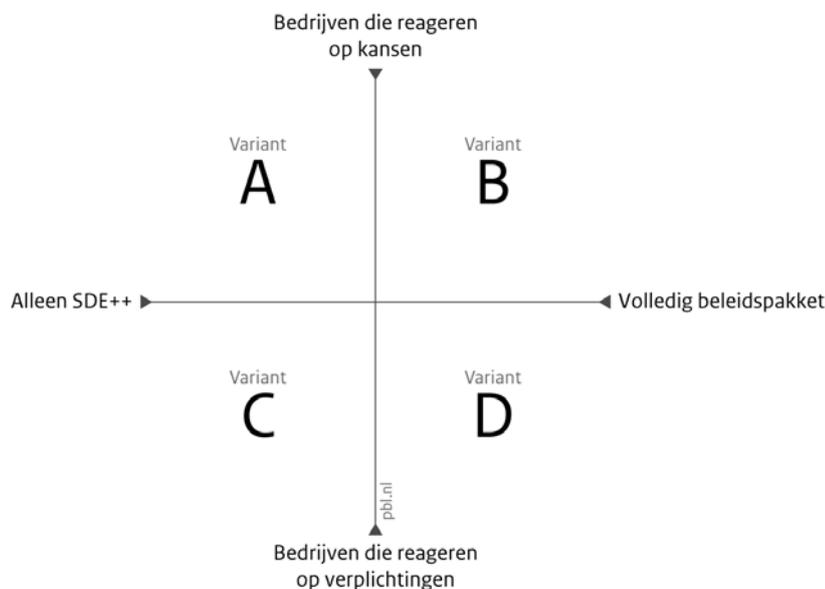 Bedrijven die reageren
op kansen
Variant
A
Variant
B
Alleen SDE++
Volledig beleidspakket
Variant
C
Variant
D
pbl.nl
Bedrijven die reageren
op verplichtingen